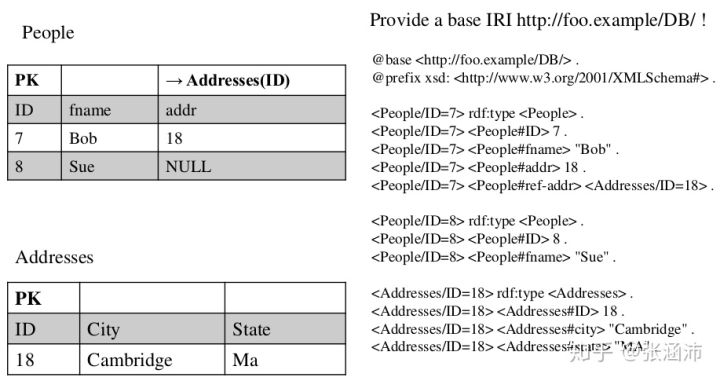 People
PK → Addresses(ID)
ID fname addr
7 Bob 18
8 Sue NULL
Addresses
PK
ID City State
18 Cambridge Ma
Provide a base IRI http://foo.example/DB/ !
@base <http://foo.example/DB/> .
@prefix xsd: <http://www.w3.org/2001/XMLSchema#> .
<People/ID=7> rdf:type <People> .
<People/ID=7> <People#ID> 7 .
<People/ID=7> <People#fname> "Bob" .
<People/ID=7> <People#addr> 18 .
<People/ID=7> <People#ref-addr> <Addresses/ID=18> .
<People/ID=8> rdf:type <People> .
<People/ID=8> <People#ID> 8 .
<People/ID=8> <People#fname> "Sue" .
<Addresses/ID=18> rdf:type <Addresses> .
<Addresses/ID=18> <Addresses#ID> 18 .
<Addresses/ID=18> <Addresses#city> "Cambridge" .
<Addresses/ID=18> <Addresses#state> "MA"
知乎 @张涵沛